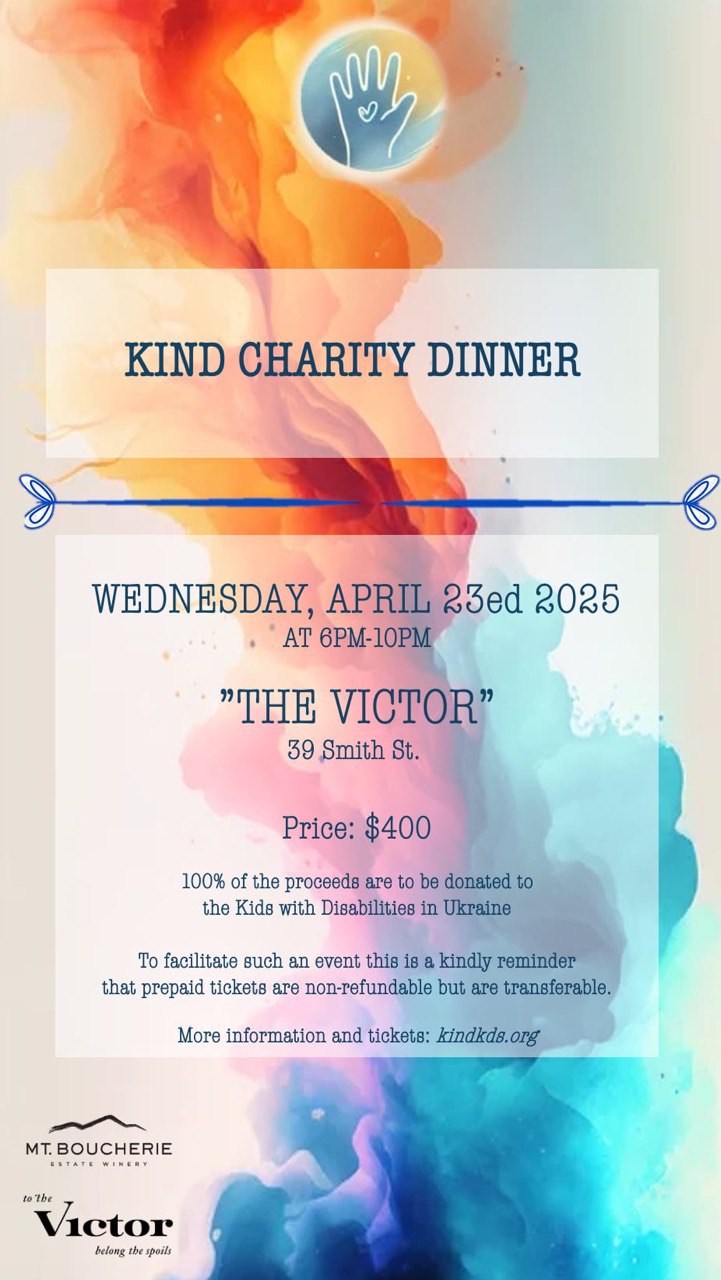 KIND CHARITY DINNER
WEDNESDAY, APRIL 23ed 2025
AT 6PM-10PM
"THE VICTOR"
39 Smith St.
Price: $400
100% of the proceeds are to be donated to
the Kids with Disabilities in Ukraine
To facilitate such an event this is a kindly reminder
that prepaid tickets are non-refundable but are transferable.
More information and tickets: kindkds.org
MT. BOUCHERIE
ESTATE WINERY
to the
Victor
belong the spoils